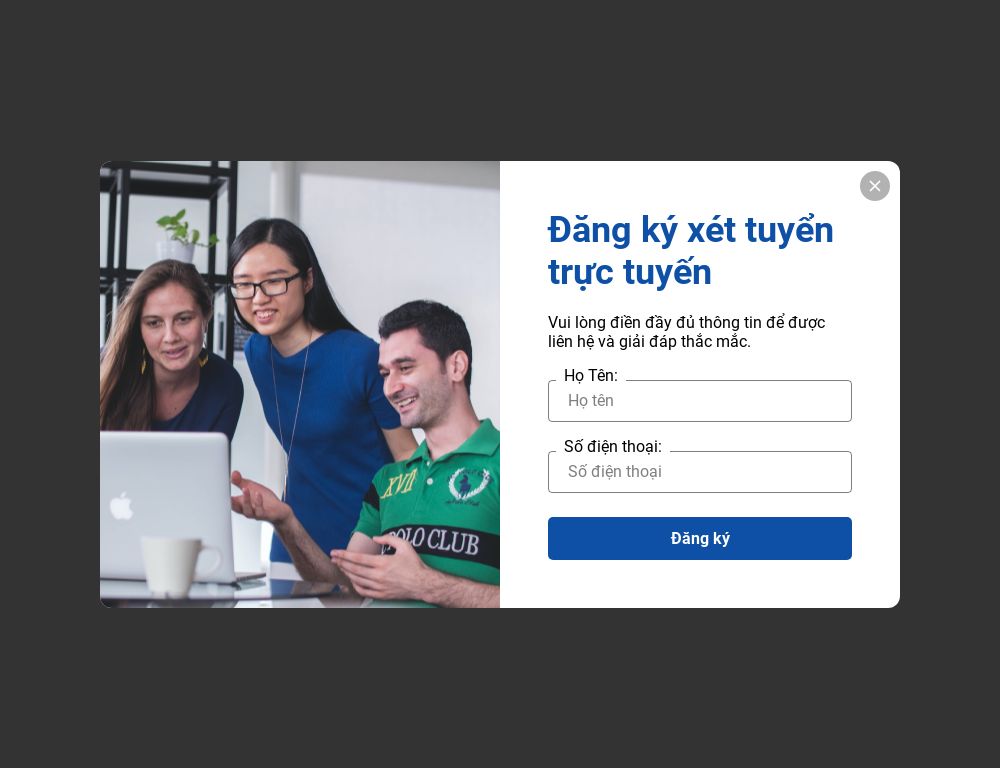 Đăng ký xét tuyển
trực tuyến
Vui lòng điền đầy đủ thông tin để được
liên hệ và giải đáp thắc mắc.
Họ Tên:
Họ tên
Số điện thoại:
Số điện thoại
Đăng ký
XVII
POLO CLUB